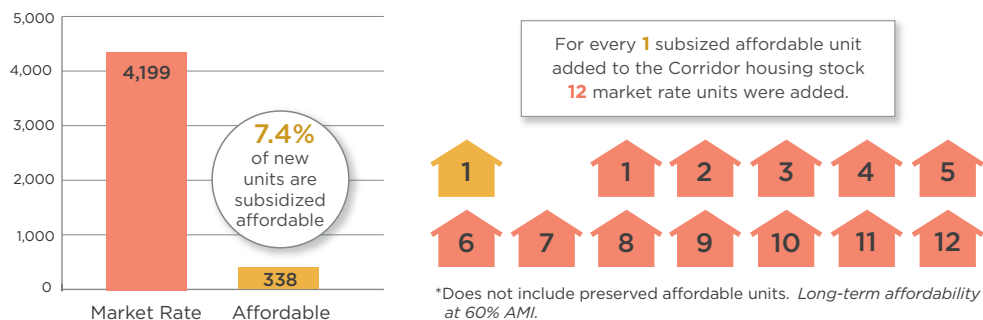 5,000
4,000
3,000
2,000
1,000
0
4,199
338
Market Rate
Affordable
7.4%
of new
units are
subsidized
affordable
For every 1 subsized affordable unit
added to the Corridor housing stock
12 market rate units were added.
1
1 2 3 4 5
6 7 8 9 10 11 12
*Does not include preserved affordable units. Long-term affordability
at 60% AMI.